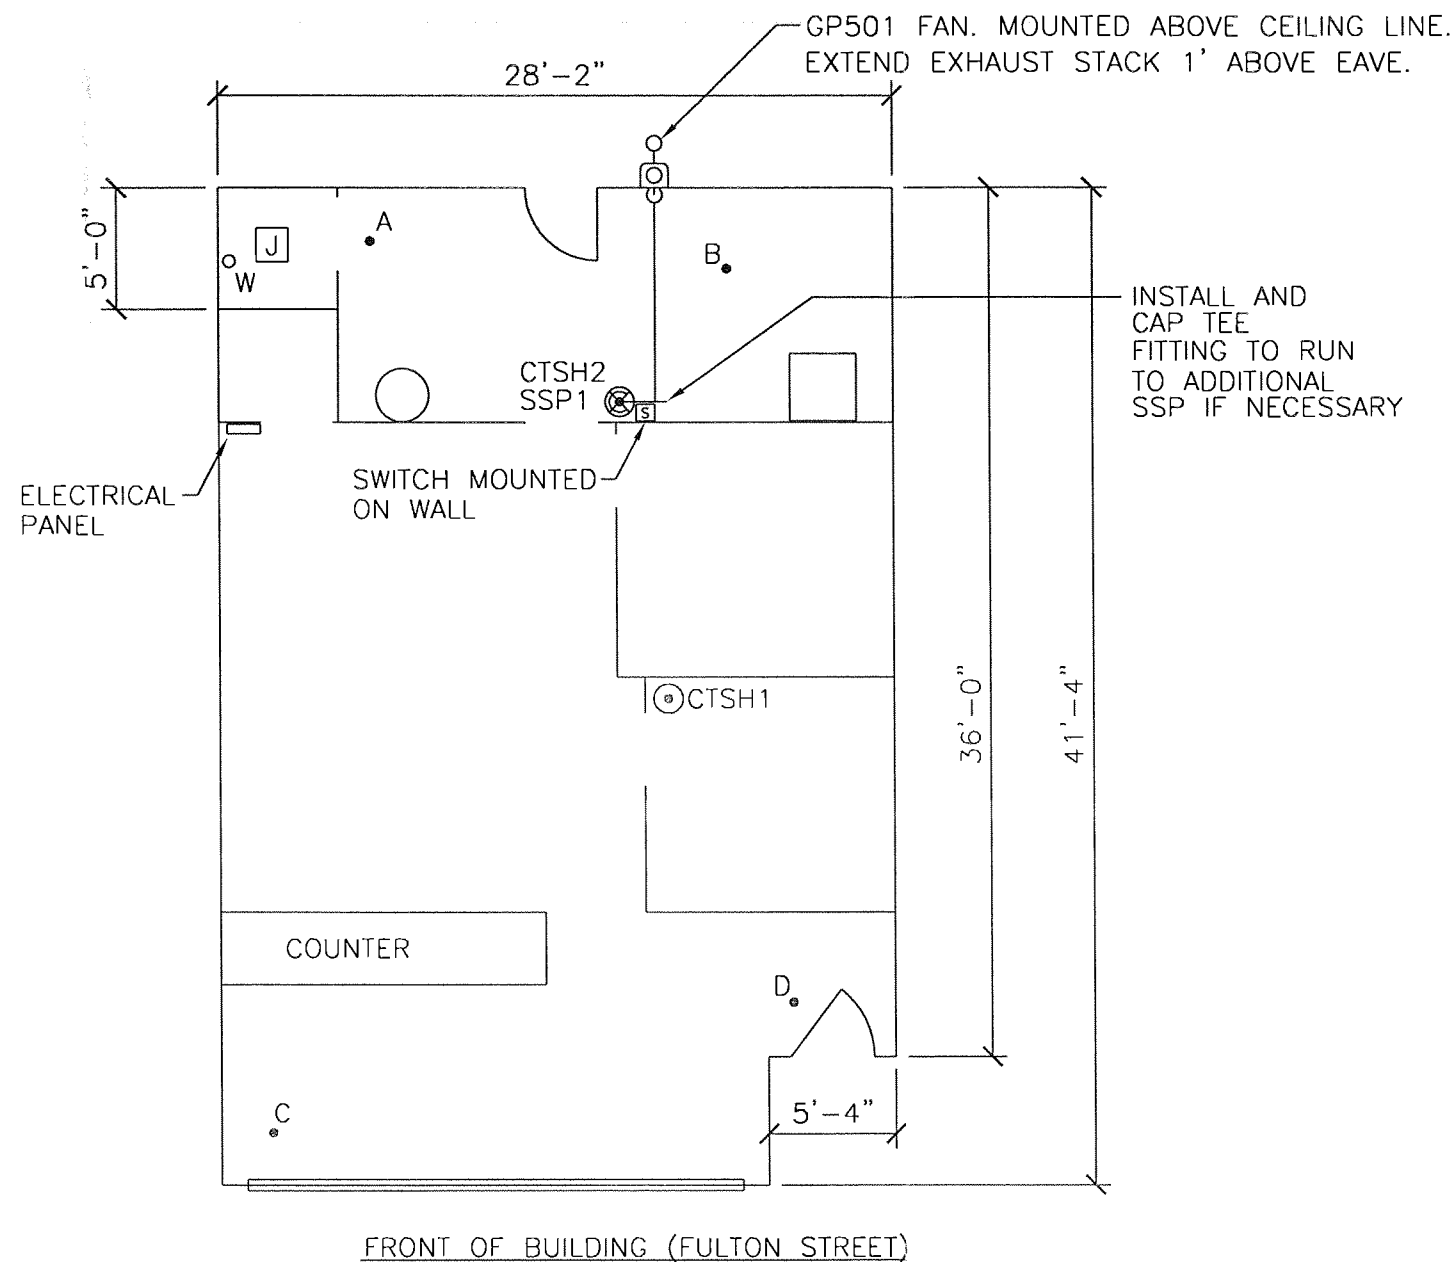 GP501 FAN. MOUNTED ABOVE CEILING LINE.
EXTEND EXHAUST STACK 1' ABOVE EAVE.
28'-2"
5'-0"
J
W
A
B
INSTALL AND
CAP TEE
FITTING TO RUN
TO ADDITIONAL
SSP IF NECESSARY
CTSH2
SSP1
S
SWITCH MOUNTED
ON WALL
ELECTRICAL
PANEL
CTSH1
36'-0"
41'-4"
COUNTER
D
5'-4"
C
FRONT OF BUILDING (FULTON STREET)